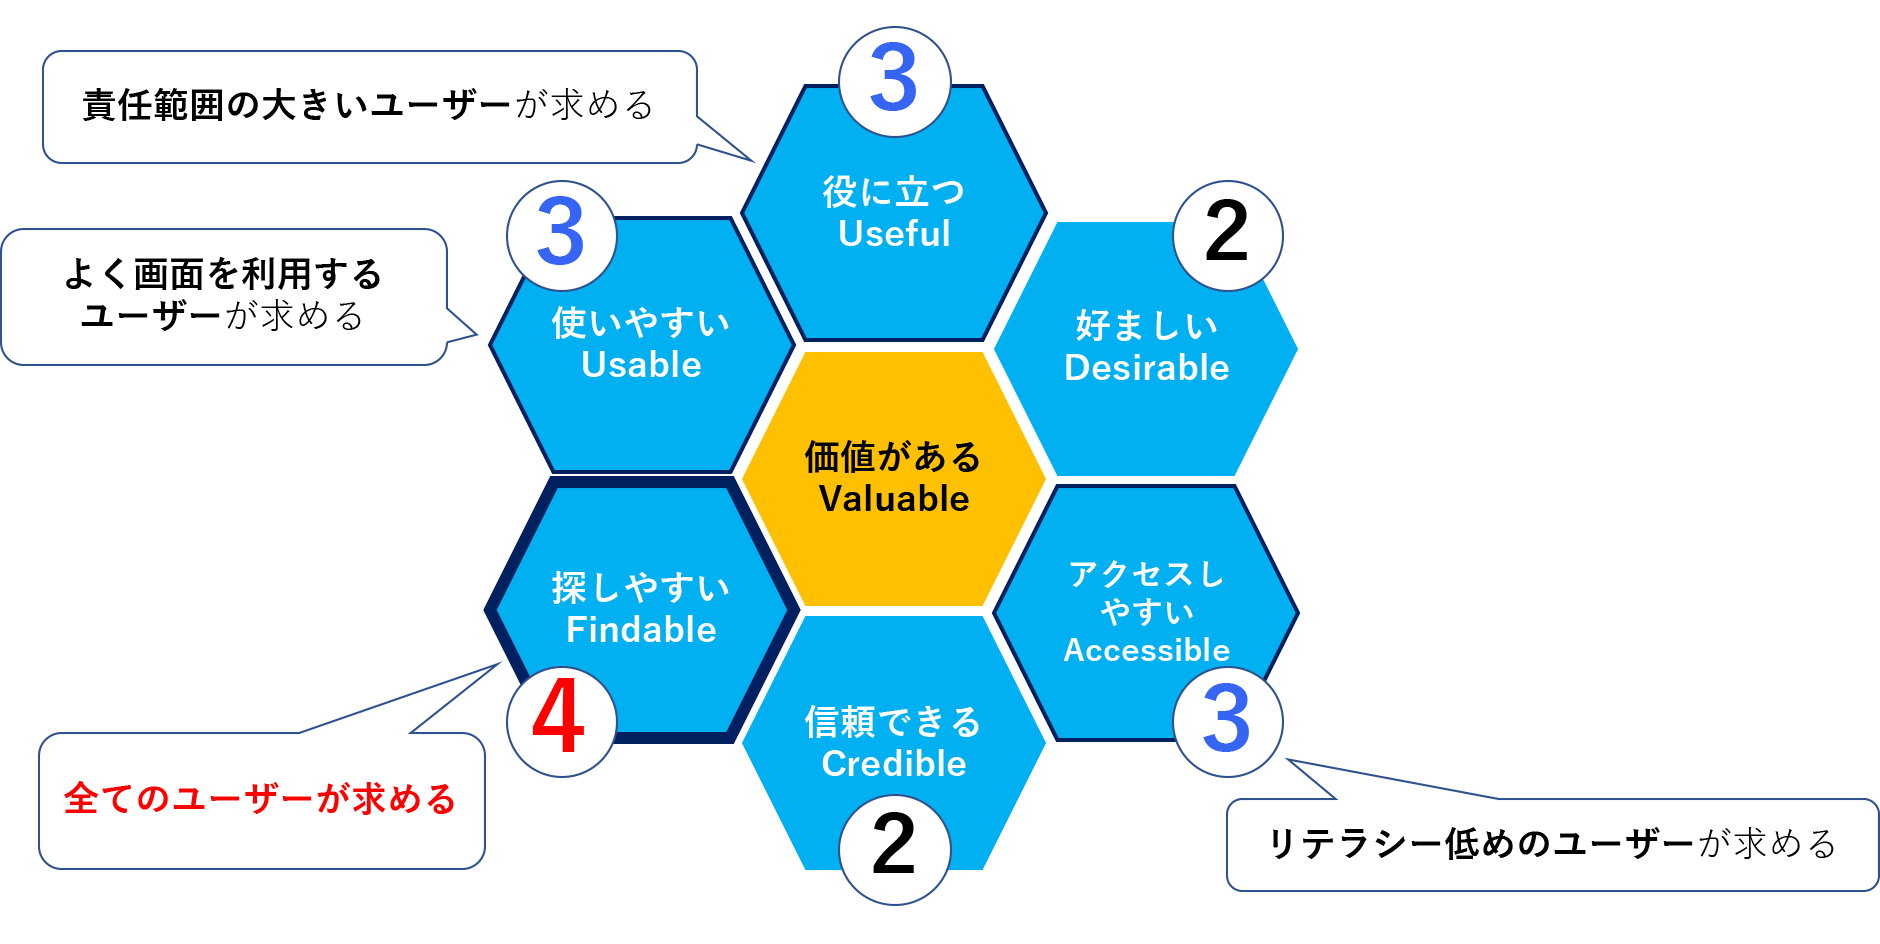 3
責任範囲の大きいユーザーが求める
役に立つ
Useful
3
2
よく画面を利用する
ユーザーが求める
使いやすい
Usable
好ましい
Desirable
価値がある
Valuable
探しやすい
Findable
アクセスし
やすい
Accessible
4
3
信頼できる
Credible
全てのユーザーが求める
2
リテラシー低めのユーザーが求める